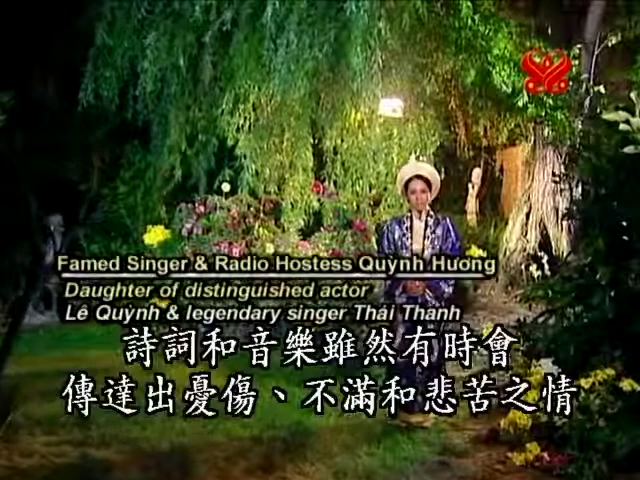 Famed Singer & Radio Hostess Quỳnh Hương
Daughter of distinguished actor
Lê Quỳnh & legendary singer Thái Thanh
詩詞和音樂雖然有時會
傳達出憂傷、不滿和悲苦之情